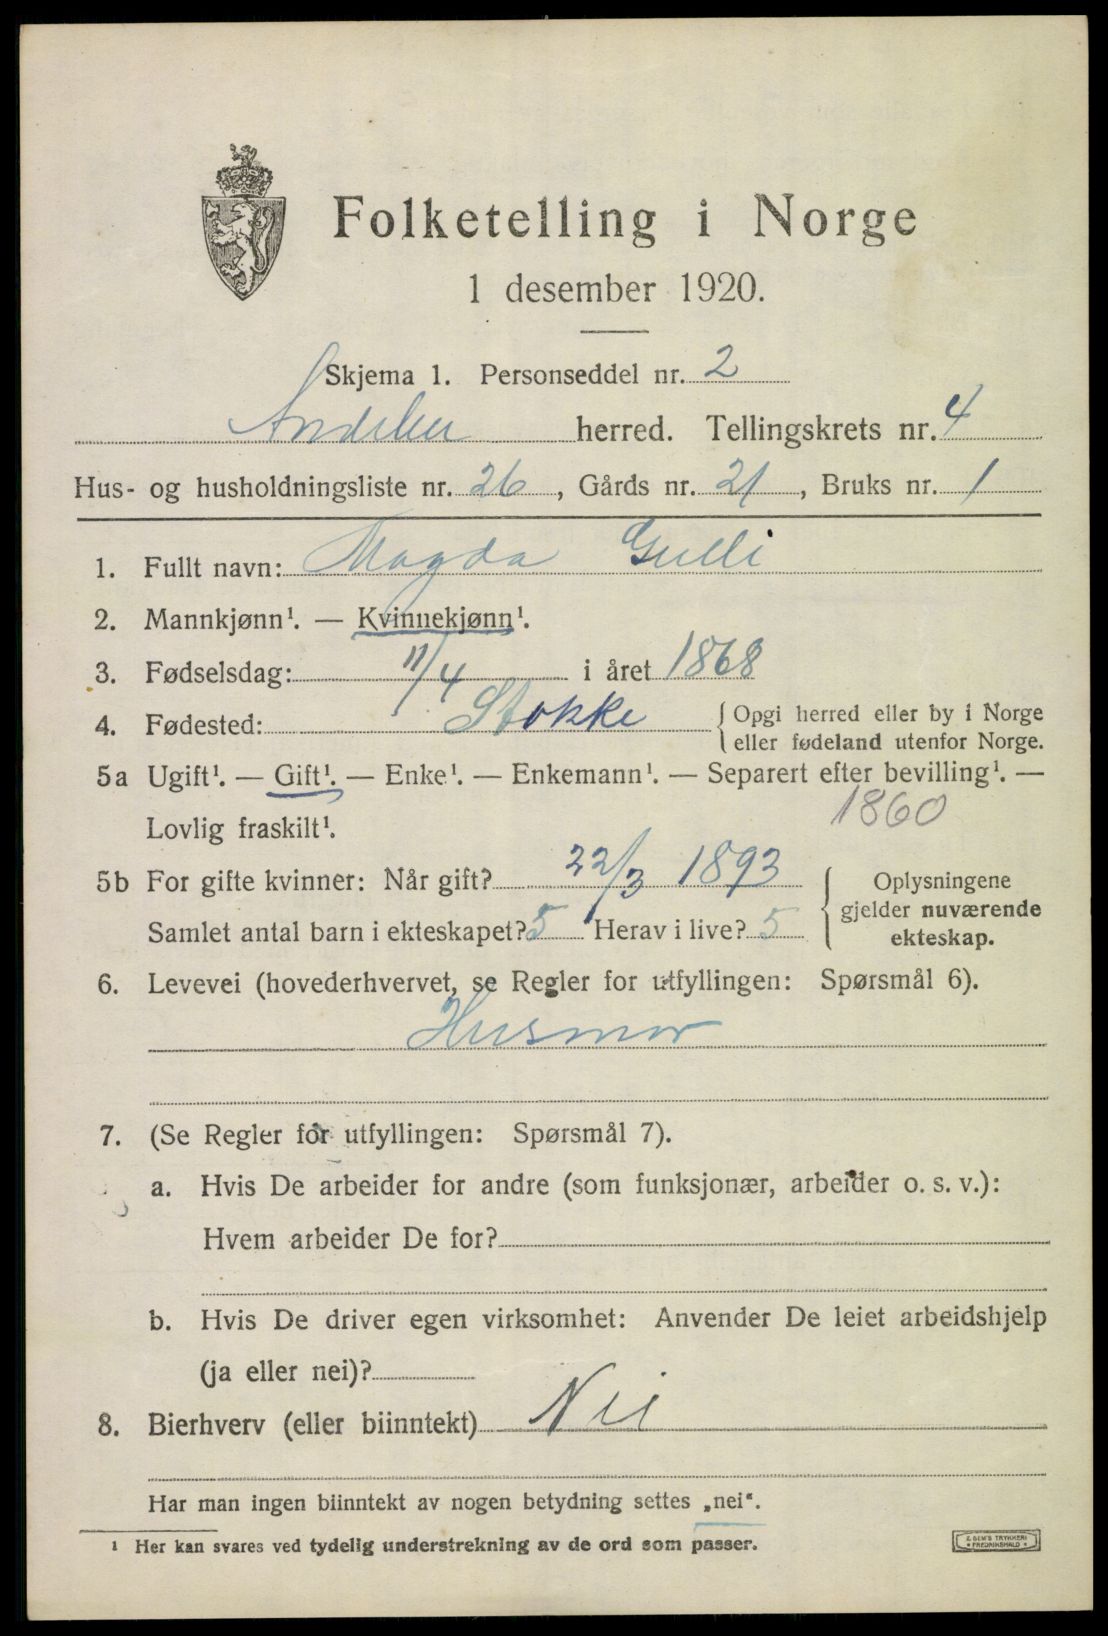 Folketelling i Norge
1 desember 1920.
Skjema 1. Personseddel nr. 2
Andebu herred. Tellingskrets nr. 4
Hus- og husholdningsliste nr. 26, Gårds nr. 21, Bruks nr. 1
1. Fullt navn: Magda Gulli
2. Mannkjønn¹. — Kvinnekjønn¹.
3. Fødselsdag: 11/4 i året 1868
4. Fødested: Stokke { Opgi herred eller by i Norge
eller fødeland utenfor Norge.
5a Ugift¹. — Gift¹. — Enke¹. — Enkemann¹. — Separert efter bevilling¹. —
Lovlig fraskilt¹. 1860
5b For gifte kvinner: Når gift? 22/3 1893 { Oplysningene
gjelder nuværende
Samlet antal barn i ekteskapet? 5 Herav i live? 5 ekteskap.
6. Levevei (hovederhvervet, se Regler for utfyllingen: Spørsmål 6).
Husmor
7. (Se Regler for utfyllingen: Spørsmål 7).
a. Hvis De arbeider for andre (som funksjonær, arbeider o. s. v.):
Hvem arbeider De for?
b. Hvis De driver egen virksomhet: Anvender De leiet arbeidshjelp
(ja eller nei)?
8. Bierhverv (eller biinntekt) Nei
Har man ingen biinntekt av nogen betydning settes „nei“.
¹ Her kan svares ved tydelig understrekning av de ord som passer.
E. SEM'S TRYKKERI
• FREDRIKSHALD •